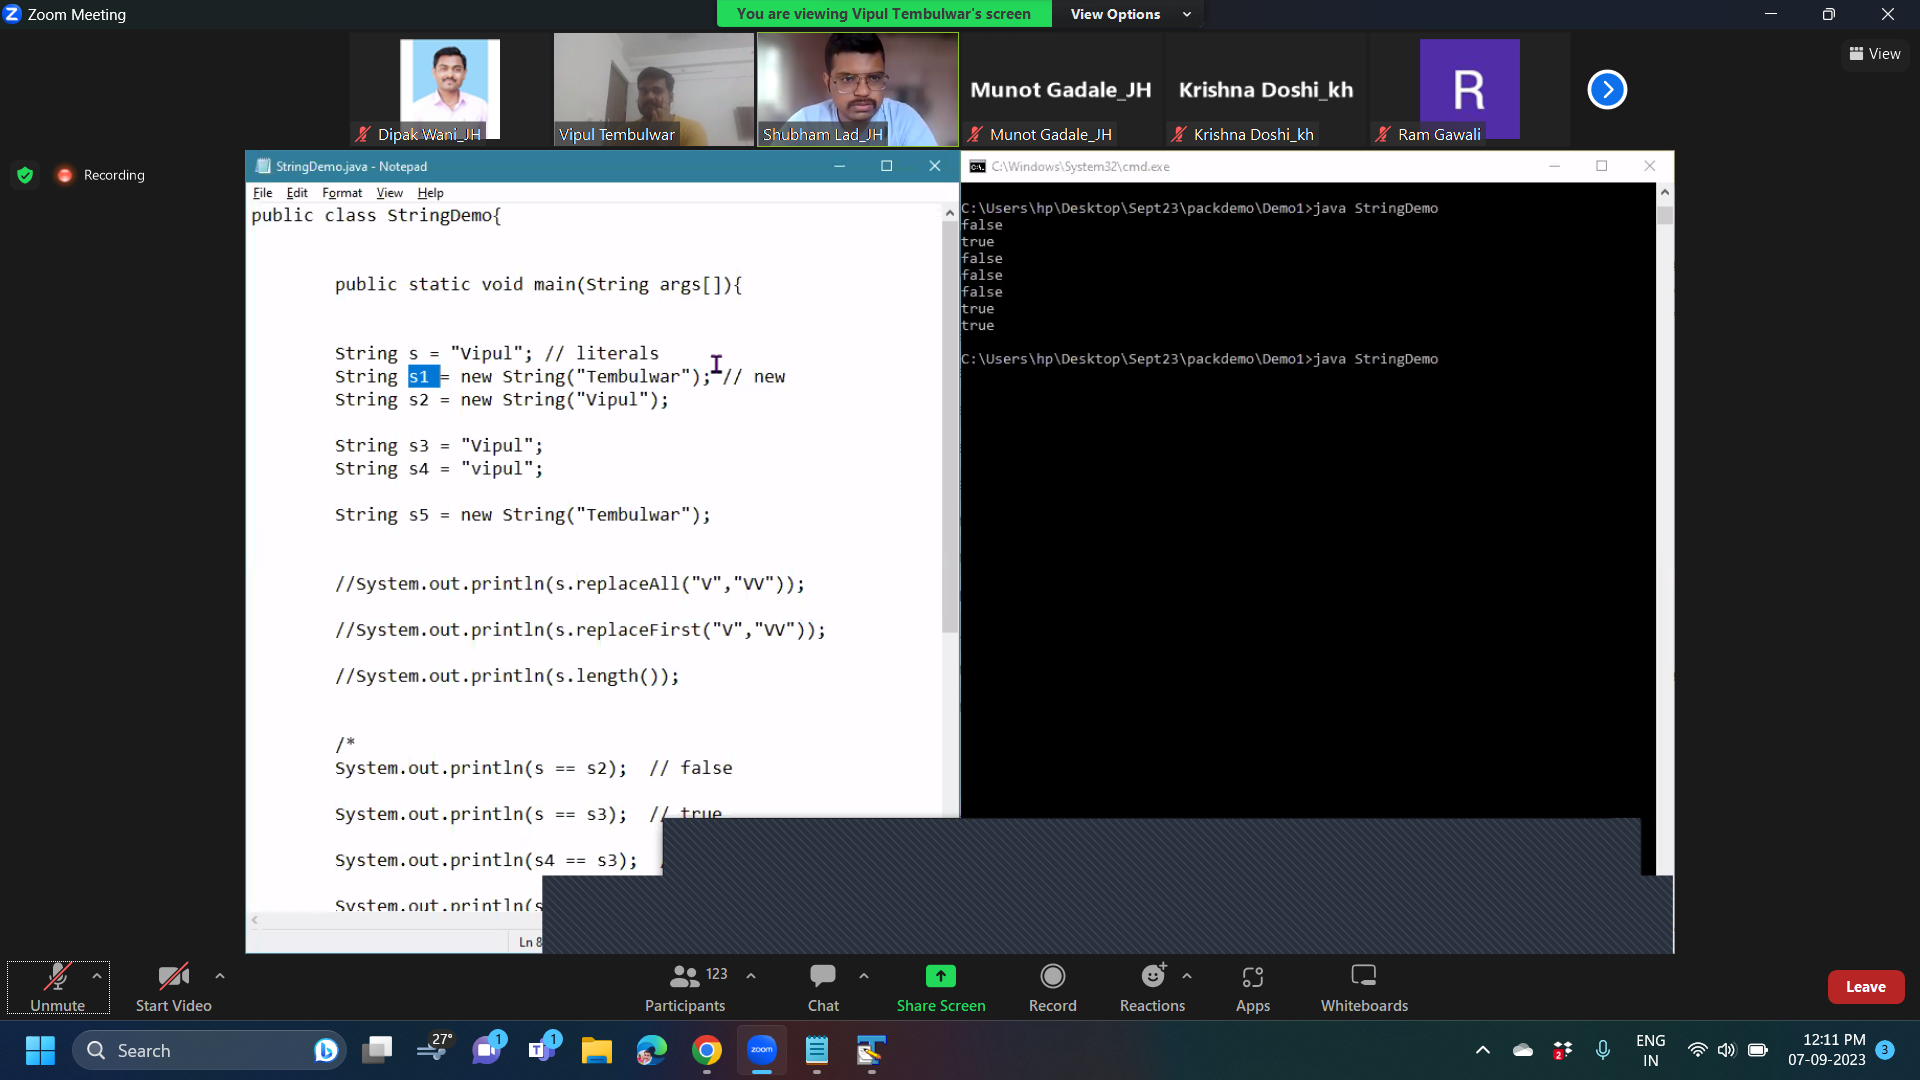 Zoom Meeting
You are viewing Vipul Tembulwar's screen
View Options
View
Munot Gadale_JH
Krishna Doshi_kh
R
Dipak Wani_JH
Vipul Tembulwar
Shubham Lad_JH
Munot Gadale_JH
Krishna Doshi_kh
Ram Gawali
Recording
StringDemo.java - Notepad
File Edit Format View Help
public class StringDemo{
public static void main(String args[]){
String s = "Vipul"; // literals
String s1 = new String("Tembulwar"); // new
String s2 = new String("Vipul");
String s3 = "Vipul";
String s4 = "vipul";
String s5 = new String("Tembulwar");
//System.out.println(s.replaceAll("V","VV"));
//System.out.println(s.replaceFirst("V","VV"));
//System.out.println(s.length());
/*
System.out.println(s == s2); // false
System.out.println(s == s3); // true
System.out.println(s4 == s3);
System.out.println(s
Ln 8
C:\Windows\System32\cmd.exe
C:\Users\hp\Desktop\Sept23\packdemo\Demo1>java StringDemo
false
true
false
false
false
true
true
C:\Users\hp\Desktop\Sept23\packdemo\Demo1>java StringDemo
Unmute
Start Video
123
Participants
Chat
Share Screen
Record
Reactions
Apps
Whiteboards
Leave
Search
27°
1
1
zoom
2
ENG
IN
12:11 PM
07-09-2023
3